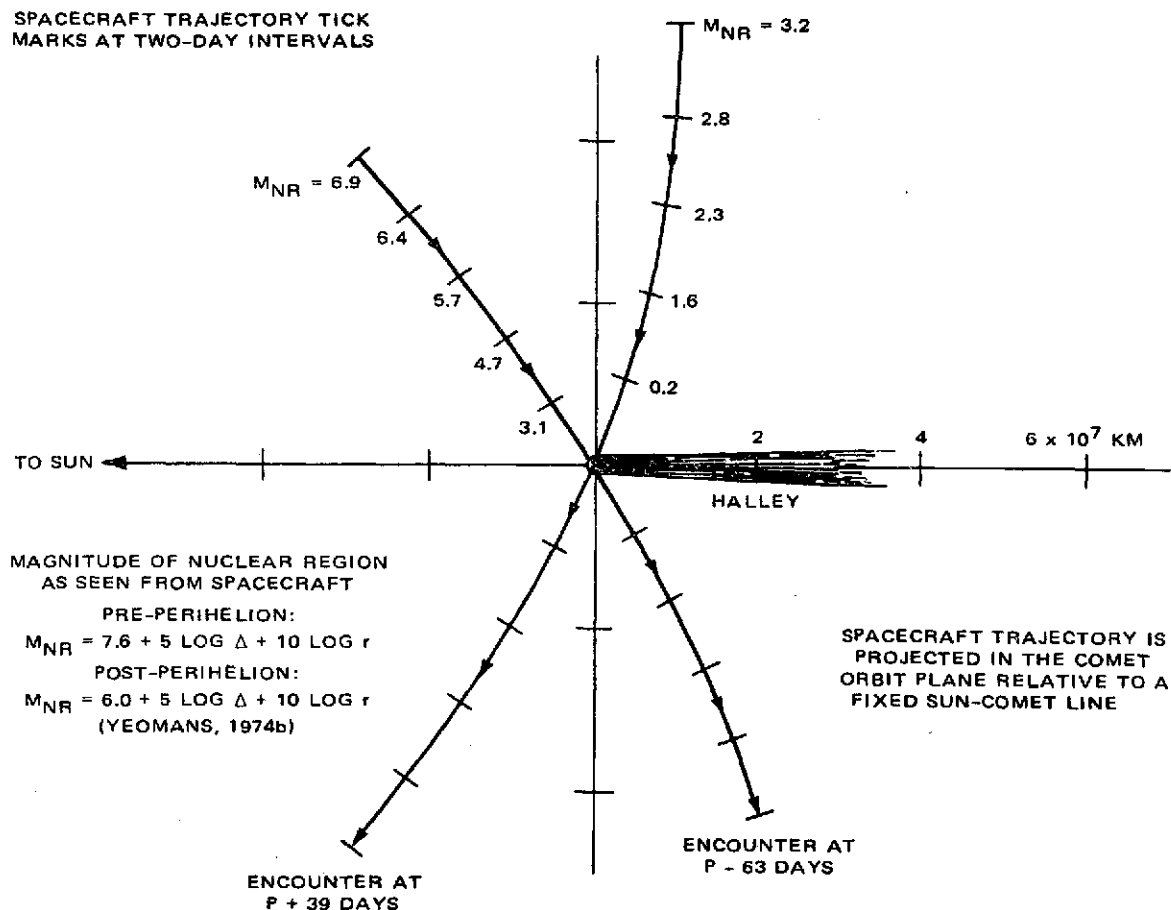 SPACECRAFT TRAJECTORY TICK
MARKS AT TWO-DAY INTERVALS
M_NR = 3.2
2.8
M_NR = 6.9
6.4
2.3
5.7
1.6
4.7
0.2
3.1
TO SUN
2
4
6 x 10^7 KM
HALLEY
MAGNITUDE OF NUCLEAR REGION
AS SEEN FROM SPACECRAFT
PRE-PERIHELION:
M_NR = 7.6 + 5 LOG Δ + 10 LOG r
POST-PERIHELION:
M_NR = 6.0 + 5 LOG Δ + 10 LOG r
(YEOMANS, 1974b)
SPACECRAFT TRAJECTORY IS
PROJECTED IN THE COMET
ORBIT PLANE RELATIVE TO A
FIXED SUN-COMET LINE
ENCOUNTER AT
P - 63 DAYS
ENCOUNTER AT
P + 39 DAYS